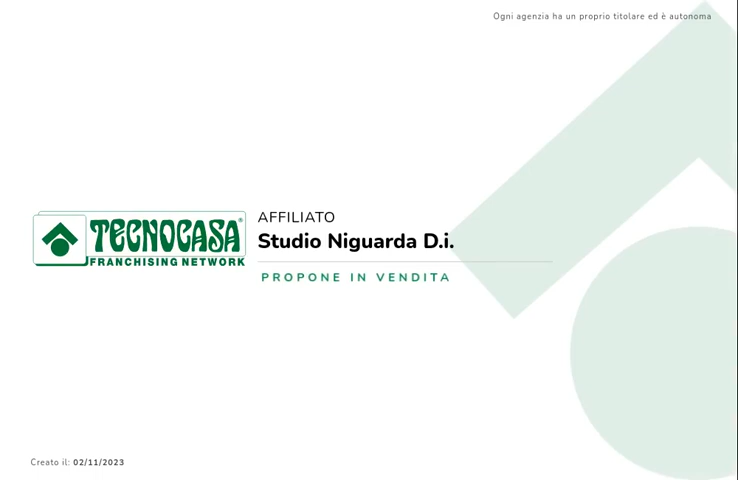 Ogni agenzia ha un proprio titolare ed è autonoma
TECNOCASA®
FRANCHISING NETWORK
AFFILIATO
Studio Niguarda D.i.
PROPONE IN VENDITA
Creato il: 02/11/2023